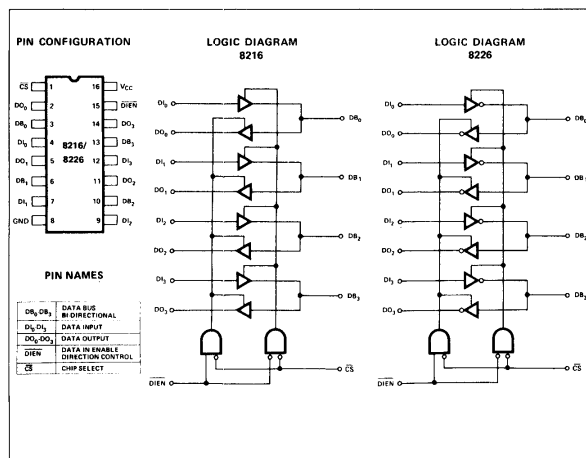 PIN CONFIGURATION
CS 1 16 VCC
DO0 2 15 DIEN
DB0 3 14 DO3
DI0 4 13 DB3
DO1 5 12 DI3
DB1 6 11 DO2
DI1 7 10 DB2
GND 8 9 DI2
8216/
8226
PIN NAMES
DB0-DB3 DATA BUS
BI-DIRECTIONAL
DI0-DI3 DATA INPUT
DO0-DO3 DATA OUTPUT
DIEN DATA IN ENABLE
DIRECTION CONTROL
CS CHIP SELECT
LOGIC DIAGRAM
8216
DI0
DB0
DO0
DI1
DB1
DO1
DI2
DB2
DO2
DI3
DB3
DO3
CS
DIEN
LOGIC DIAGRAM
8226
DI0
DB0
DO0
DI1
DB1
DO1
DI2
DB2
DO2
DI3
DB3
DO3
CS
DIEN